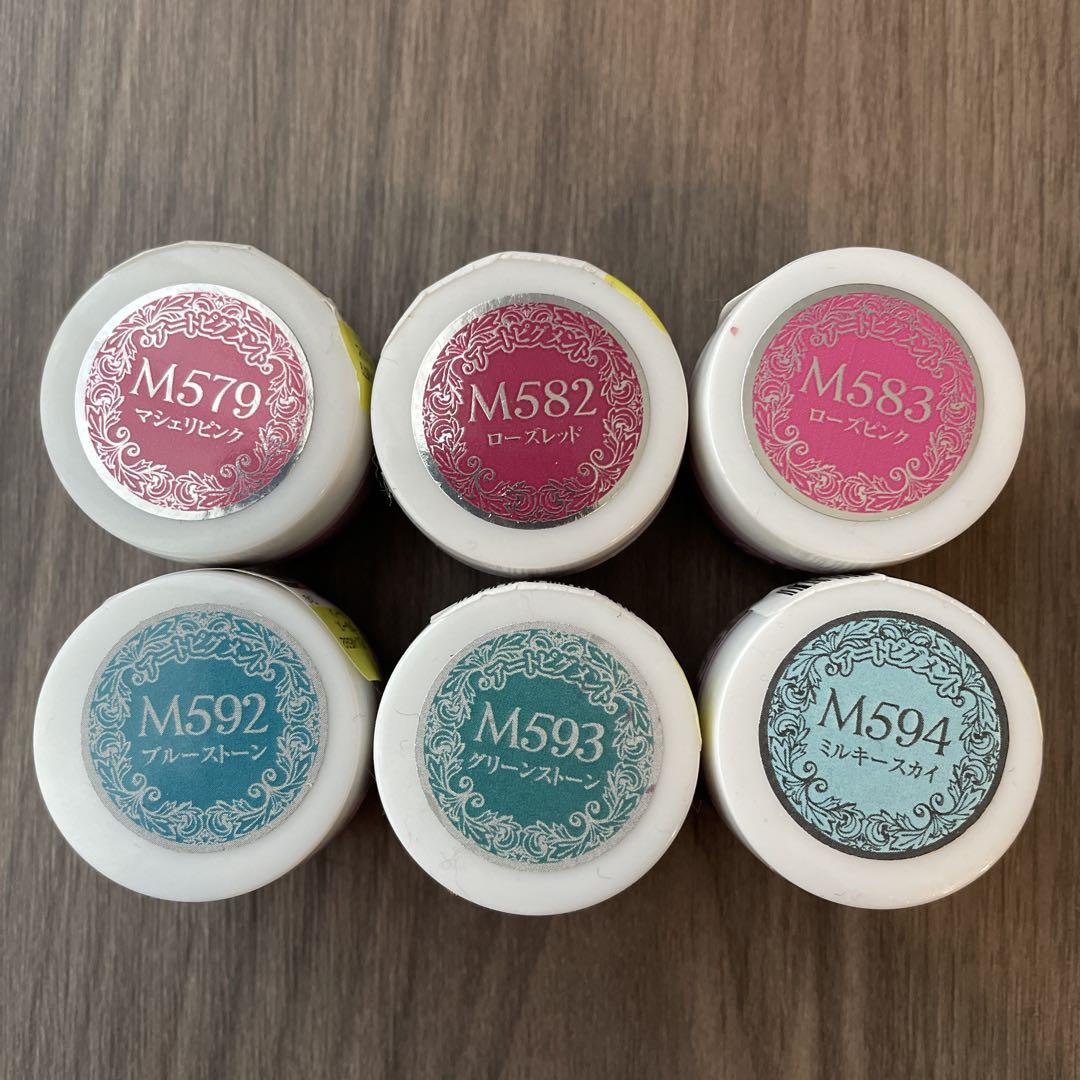 アートピグメント
M579
マシェリピンク
アートピグメント
M582
ローズレッド
アートピグメント
M583
ローズピンク
アートピグメント
M592
ブルーストーン
アートピグメント
M593
グリーンストーン
アートピグメント
M594
ミルキースカイ